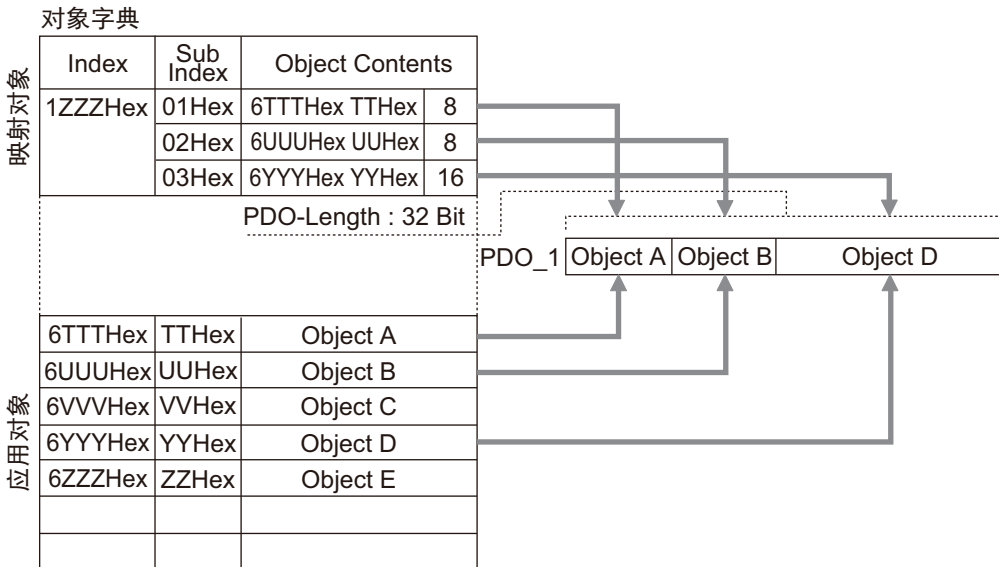 对象字典
Index Sub Index Object Contents
映射对象
1ZZZHex 01Hex 6TTTHex TTHex 8
02Hex 6UUUHex UUHex 8
03Hex 6YYYHex YYHex 16
PDO-Length : 32 Bit
PDO_1 Object A Object B Object D
应用对象
6TTTHex TTHex Object A
6UUUHex UUHex Object B
6VVVHex VVHex Object C
6YYYHex YYHex Object D
6ZZZHex ZZHex Object E